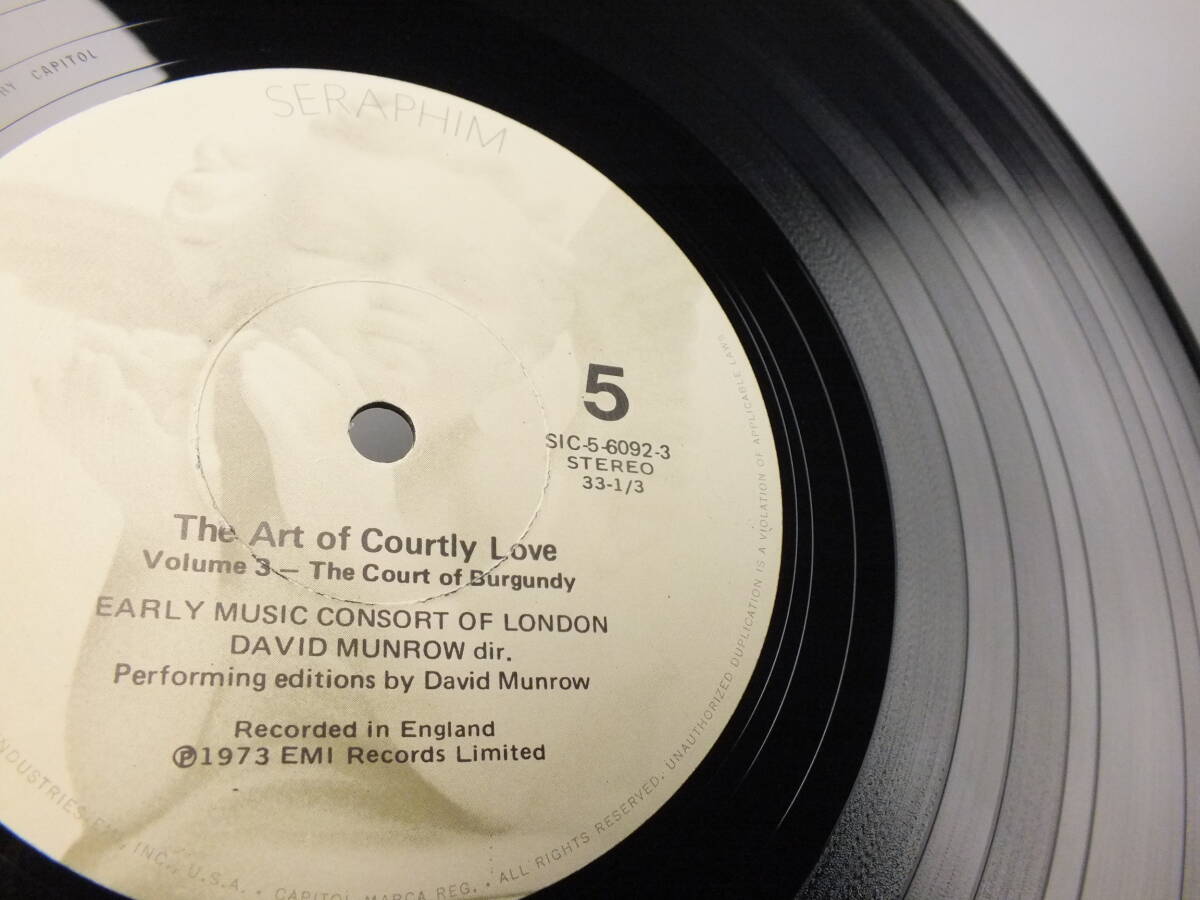 BY CAPITOL
SERAPHIM
5
SIC-5-6092-3
STEREO
33-1/3
The Art of Courtly Love
Volume 3 – The Court of Burgundy
EARLY MUSIC CONSORT OF LONDON
DAVID MUNROW dir.
Performing editions by David Munrow
Recorded in England
℗1973 EMI Records Limited
INDUSTRIES-EMI, INC., U.S.A. • CAPITOL MARCA REG. • ALL RIGHTS RESERVED. UNAUTHORIZED DUPLICATION IS A VIOLATION OF APPLICABLE LAWS